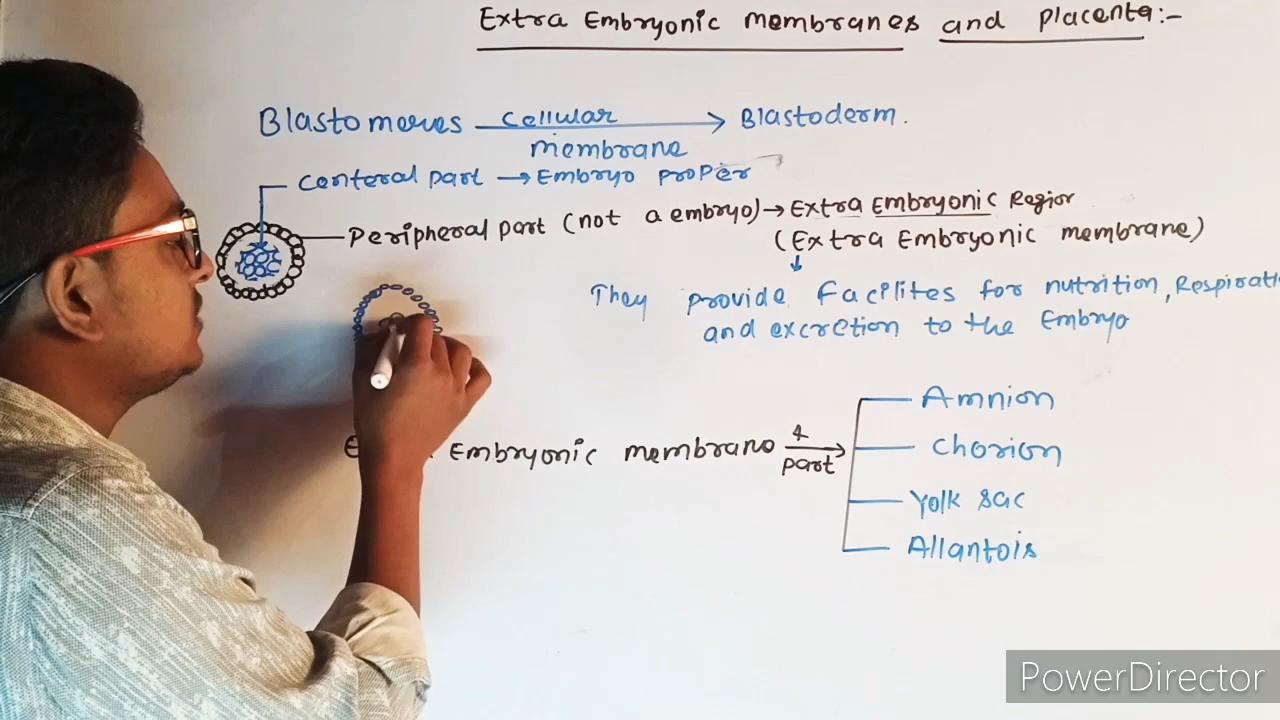 Extra Embryonic membranes and placenta:-
Blastomeres cellular membrane → Blastoderm.
centeral part → Embryo proper
Peripheral part (not a embryo) → Extra Embryonic Region
(Extra Embryonic membrane)
They provide facilites for nutrition, Respirati
and excretion to the Embryo
Embryonic membrano 4 part →
Amnion
chorion
Yolk sac
Allantois
PowerDirector